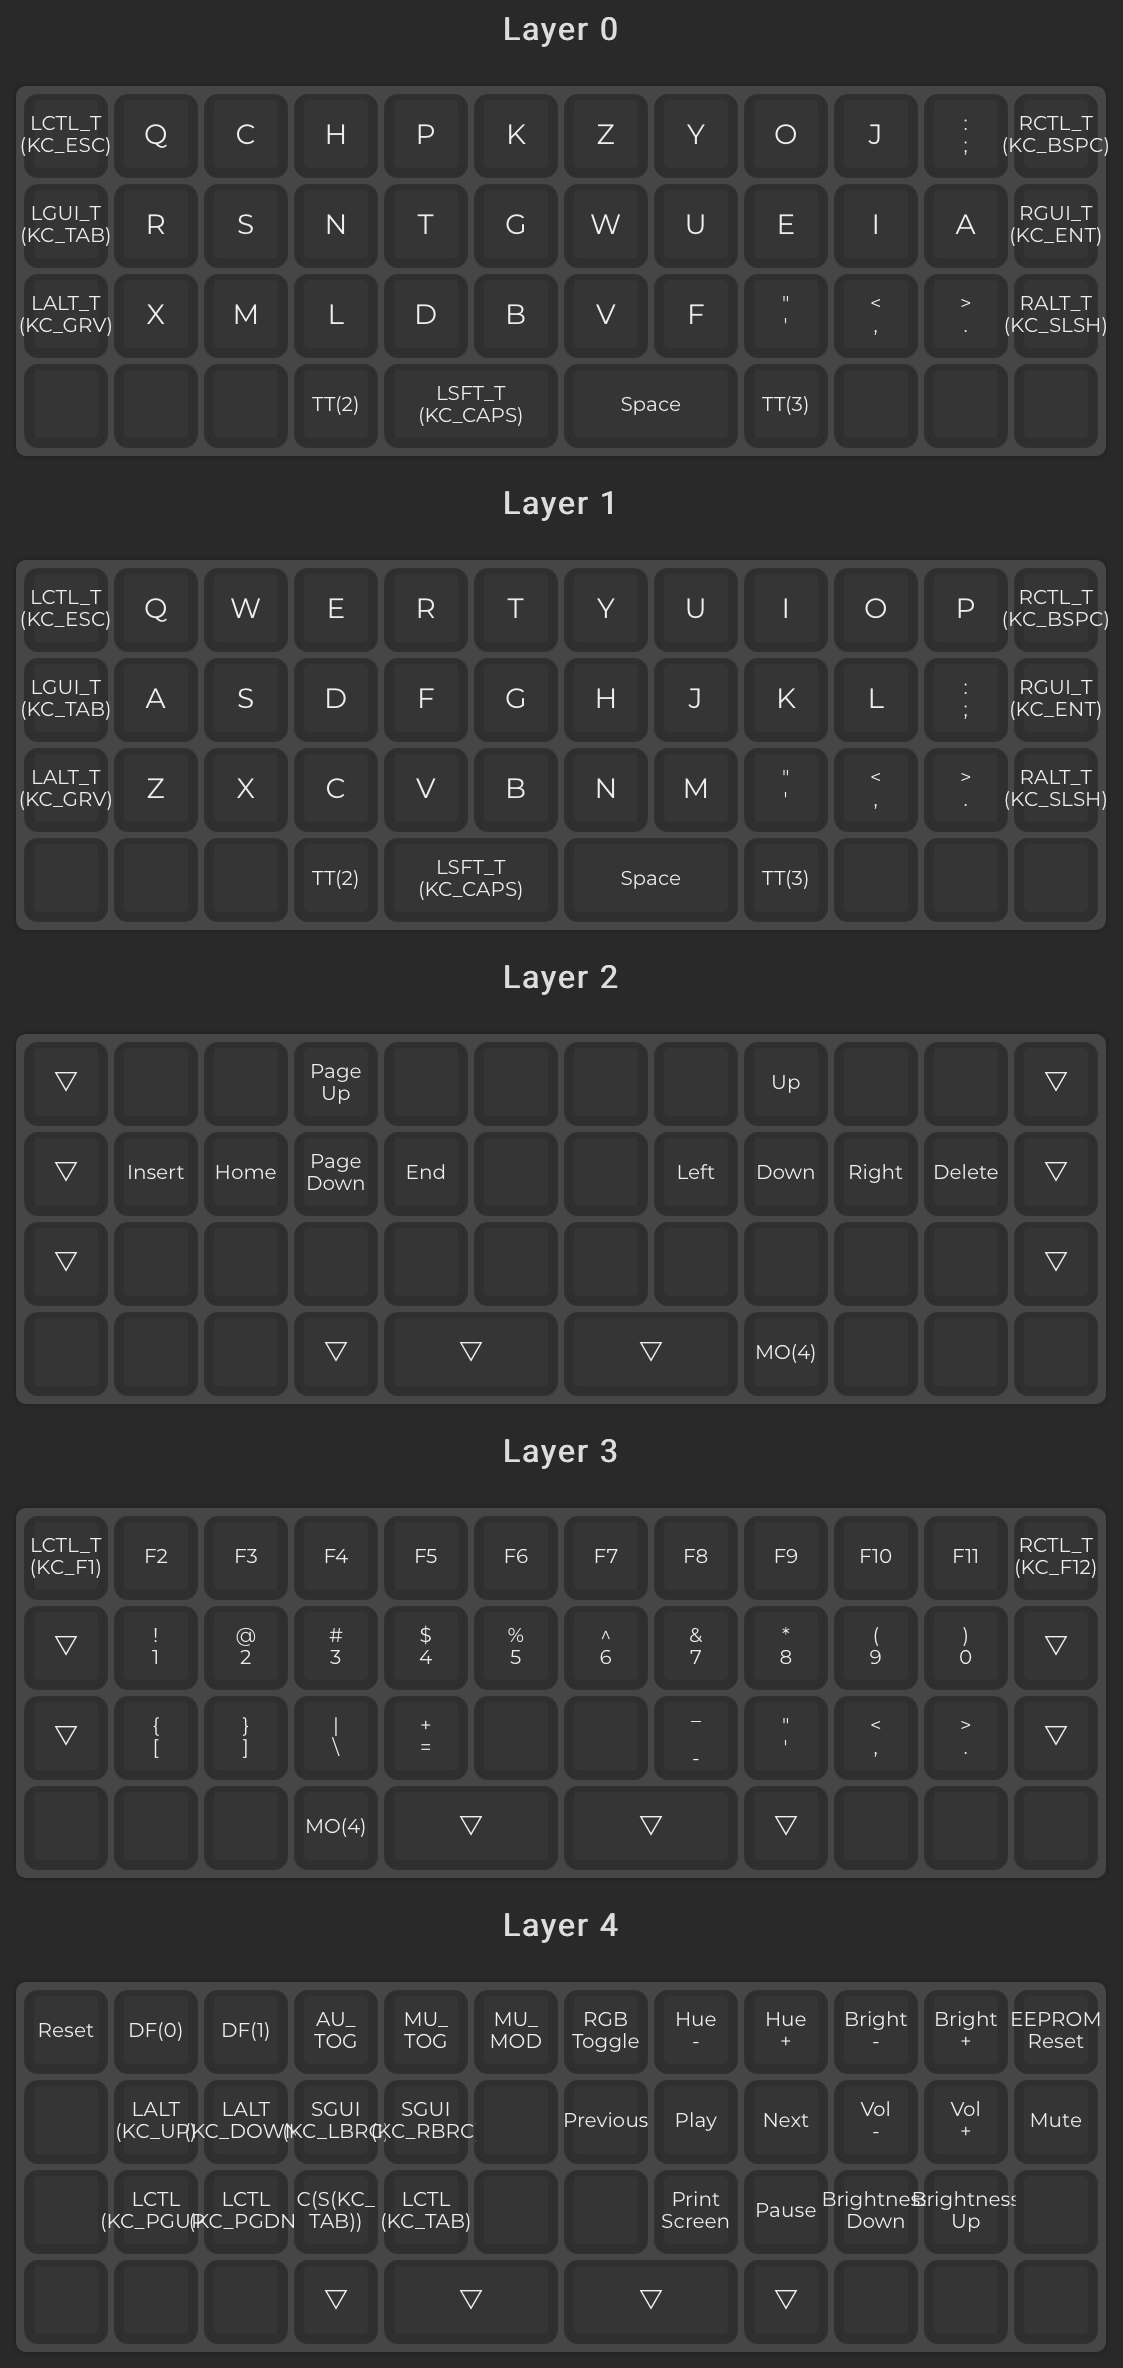 Layer 0
LCTL_T
(KC_ESC)
Q
C
H
P
K
Z
Y
O
J
:
;
RCTL_T
(KC_BSPC)
LGUI_T
(KC_TAB)
R
S
N
T
G
W
U
E
I
A
RGUI_T
(KC_ENT)
LALT_T
(KC_GRV)
X
M
L
D
B
V
F
"
'
<
,
>
.
RALT_T
(KC_SLSH)
TT(2)
LSFT_T
(KC_CAPS)
Space
TT(3)
Layer 1
LCTL_T
(KC_ESC)
Q
W
E
R
T
Y
U
I
O
P
RCTL_T
(KC_BSPC)
LGUI_T
(KC_TAB)
A
S
D
F
G
H
J
K
L
:
;
RGUI_T
(KC_ENT)
LALT_T
(KC_GRV)
Z
X
C
V
B
N
M
"
'
<
,
>
.
RALT_T
(KC_SLSH)
TT(2)
LSFT_T
(KC_CAPS)
Space
TT(3)
Layer 2
▽
Page
Up
Up
▽
▽
Insert
Home
Page
Down
End
Left
Down
Right
Delete
▽
▽
▽
▽
▽
▽
MO(4)
Layer 3
LCTL_T
(KC_F1)
F2
F3
F4
F5
F6
F7
F8
F9
F10
F11
RCTL_T
(KC_F12)
▽
!
1
@
2
#
3
$
4
%
5
^
6
&
7
*
8
(
9
)
0
▽
▽
{
[
}
]
|
\
+
=
_
-
"
'
<
,
>
.
▽
MO(4)
▽
▽
▽
Layer 4
Reset
DF(0)
DF(1)
AU_
TOG
MU_
TOG
MU_
MOD
RGB
Toggle
Hue
-
Hue
+
Bright
-
Bright
+
EEPROM
Reset
LALT
(KC_UP)
LALT
(KC_DOWN
SGUI
(KC_LBRC
SGUI
(KC_RBRC
Previous
Play
Next
Vol
-
Vol
+
Mute
LCTL
(KC_PGUP
LCTL
(KC_PGDN
C(S(KC_
TAB))
LCTL
(KC_TAB)
Print
Screen
Pause
Brightness
Down
Brightness
Up
▽
▽
▽
▽